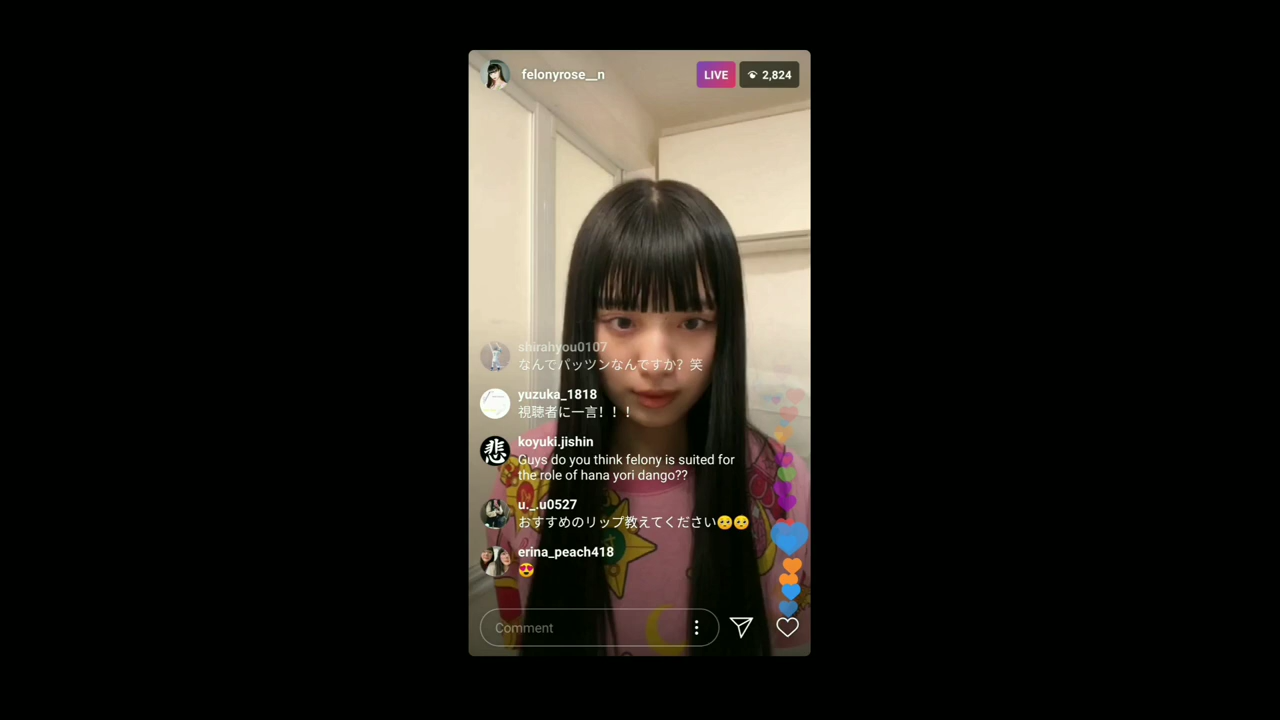 felonyrose__n
LIVE
2,824
shirahyou0107
なんでパッツンなんですか？笑
yuzuka_1818
視聴者に一言！！！
悲
koyuki.jishin
Guys do you think felony is suited for
the role of hana yori dango??
u._.u0527
おすすめのリップ教えてください🥺🥺
erina_peach418
😍
Comment